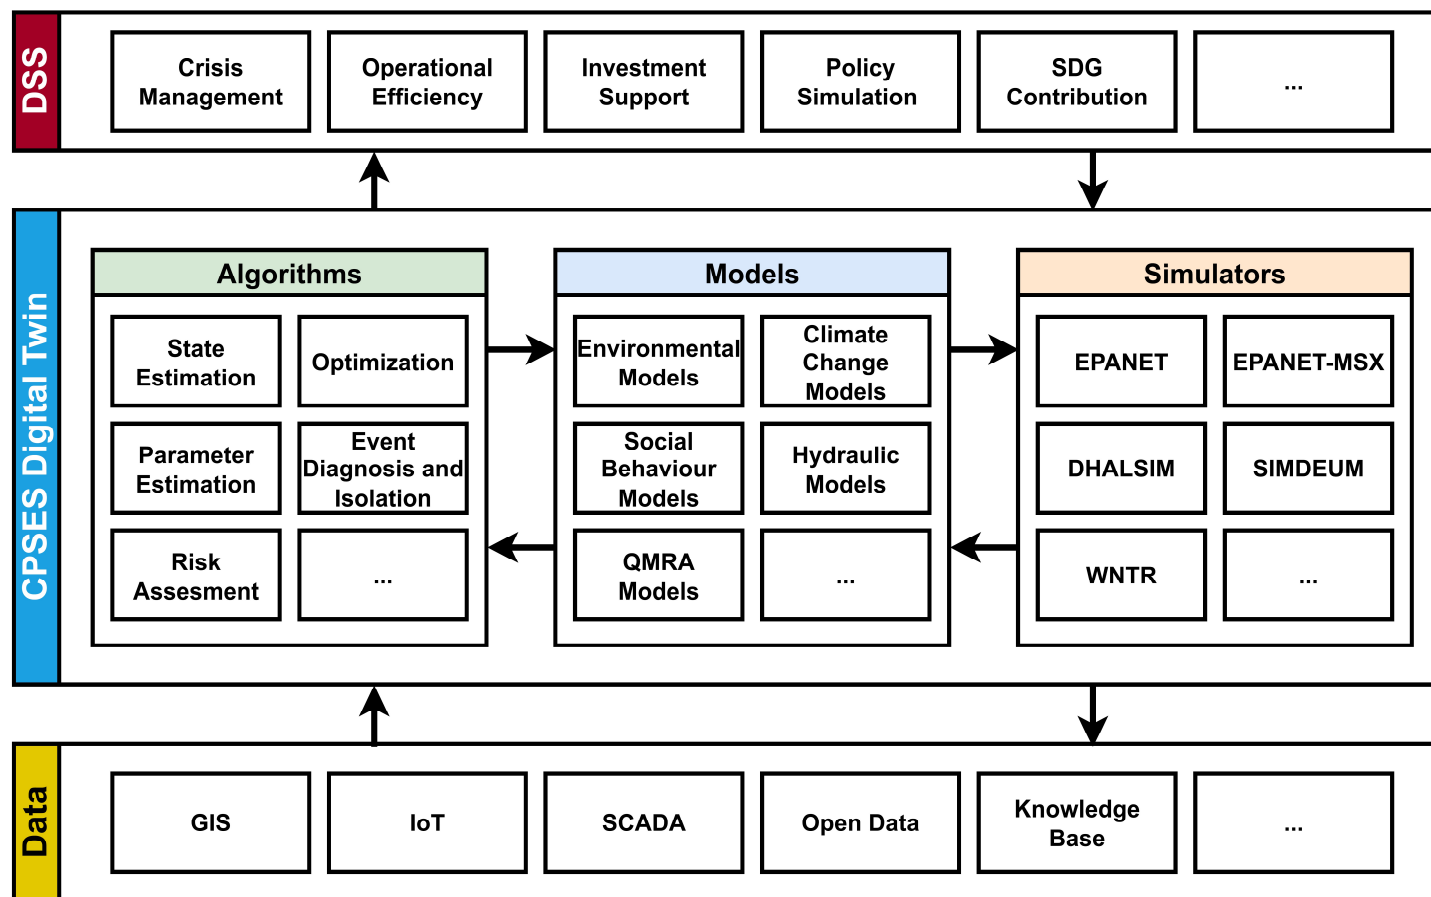 DSS
Crisis
Management
Operational
Efficiency
Investment
Support
Policy
Simulation
SDG
Contribution
...
CPSES Digital Twin
Algorithms
State
Estimation
Optimization
Parameter
Estimation
Event
Diagnosis and
Isolation
Risk
Assesment
...
Models
Environmental
Models
Climate
Change
Models
Social
Behaviour
Models
Hydraulic
Models
QMRA
Models
...
Simulators
EPANET
EPANET-MSX
DHALSIM
SIMDEUM
WNTR
...
Data
GIS
IoT
SCADA
Open Data
Knowledge
Base
...